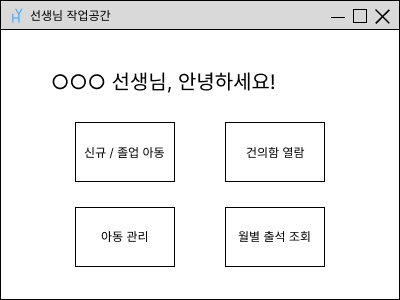 선생님 작업공간
○○○ 선생님, 안녕하세요!
신규 / 졸업 아동
건의함 열람
아동 관리
월별 출석 조회